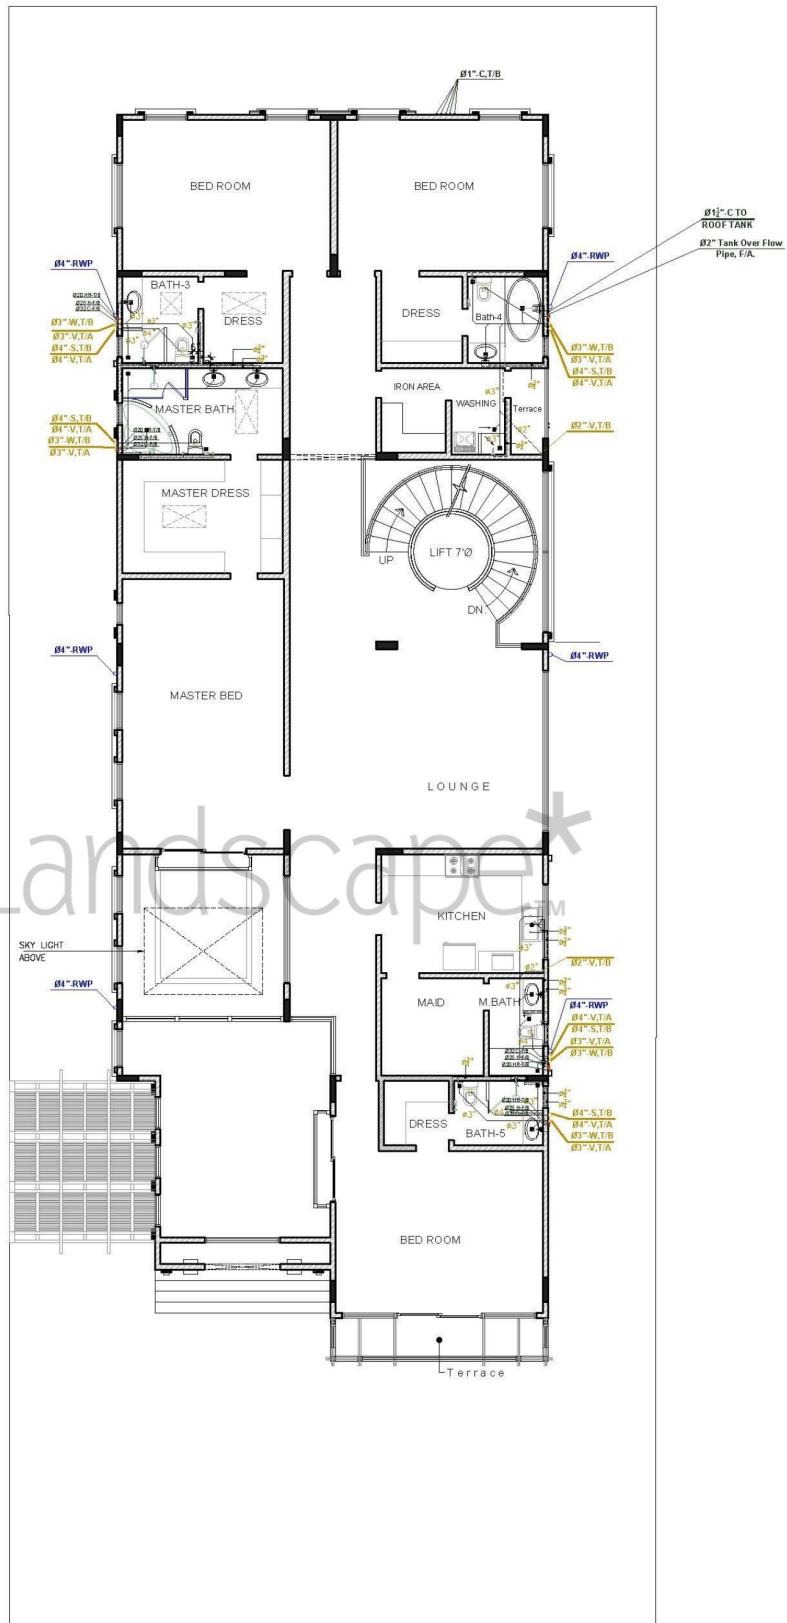 Ø1"-C,T/B
BED ROOM
BED ROOM
Ø1½"-C TO
ROOF TANK
Ø2" Tank Over Flow
Pipe, F/A.
Ø4"-RWP
Ø4"-RWP
BATH-3
DRESS
DRESS
Bath-4
Ø3"-W,T/B
Ø3"-V,T/A
Ø4"-S,T/B
Ø4"-V,T/A
Ø3"-W,T/B
Ø3"-V,T/A
Ø4"-S,T/B
Ø4"-V,T/A
IRON AREA
WASHING
Terrace
MASTER BATH
Ø4"-S,T/B
Ø4"-V,T/A
Ø3"-W,T/B
Ø3"-V,T/A
Ø2"-V,T/B
MASTER DRESS
UP
LIFT 7'Ø
DN.
Ø4"-RWP
Ø4"-RWP
MASTER BED
LOUNGE
Landscape*
TM
KITCHEN
SKY LIGHT
ABOVE
Ø2"-V,T/B
Ø4"-RWP
MAID
M.BATH
Ø4"-RWP
Ø4"-V,T/A
Ø4"-S,T/B
Ø3"-V,T/A
Ø3"-W,T/B
DRESS
BATH-5
Ø4"-S,T/B
Ø4"-V,T/A
Ø3"-W,T/B
Ø3"-V,T/A
BED ROOM
Terrace